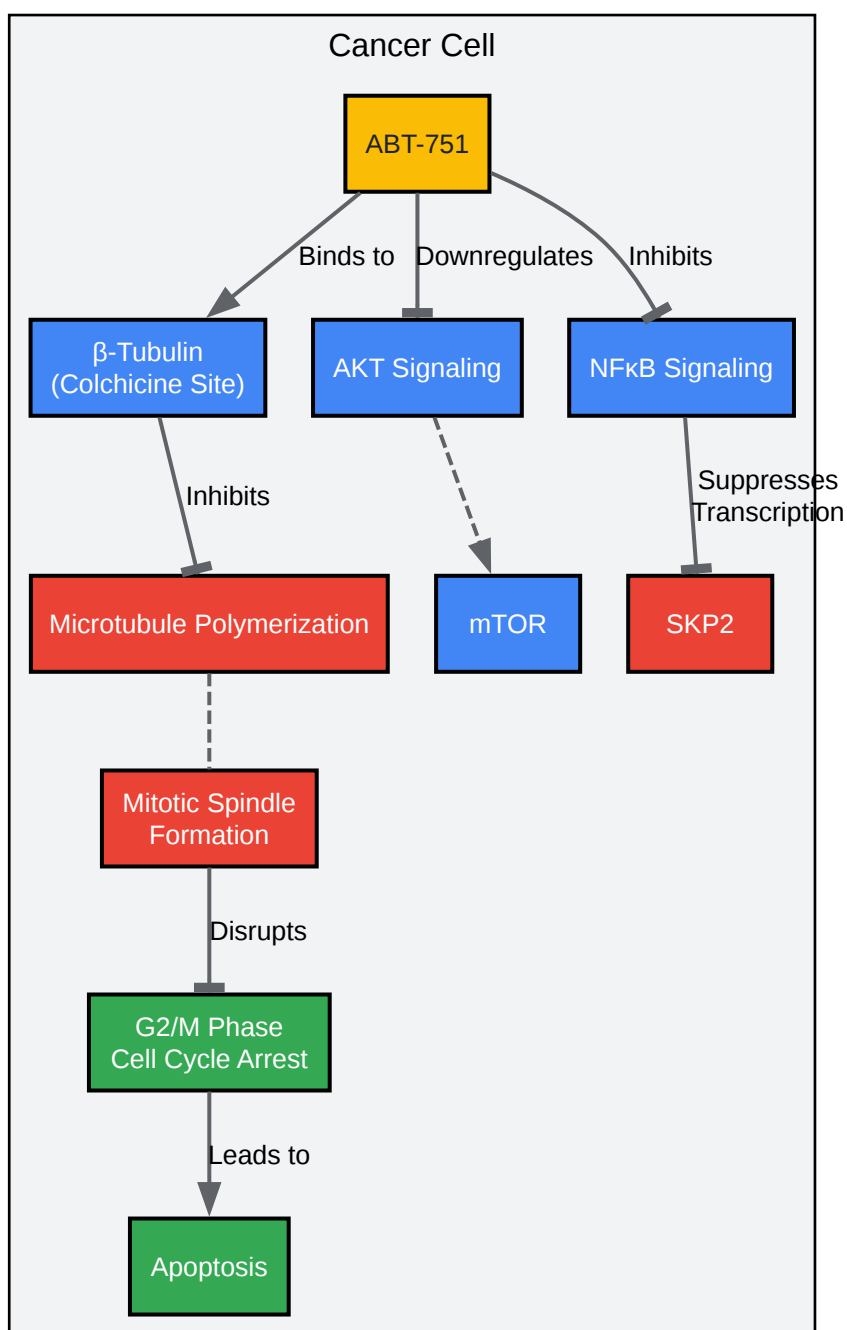 Cancer Cell
ABT-751
Binds to
Downregulates
Inhibits
β-Tubulin
(Colchicine Site)
AKT Signaling
NFκB Signaling
Inhibits
Suppresses
Transcription
Microtubule Polymerization
mTOR
SKP2
Mitotic Spindle
Formation
Disrupts
G2/M Phase
Cell Cycle Arrest
Leads to
Apoptosis